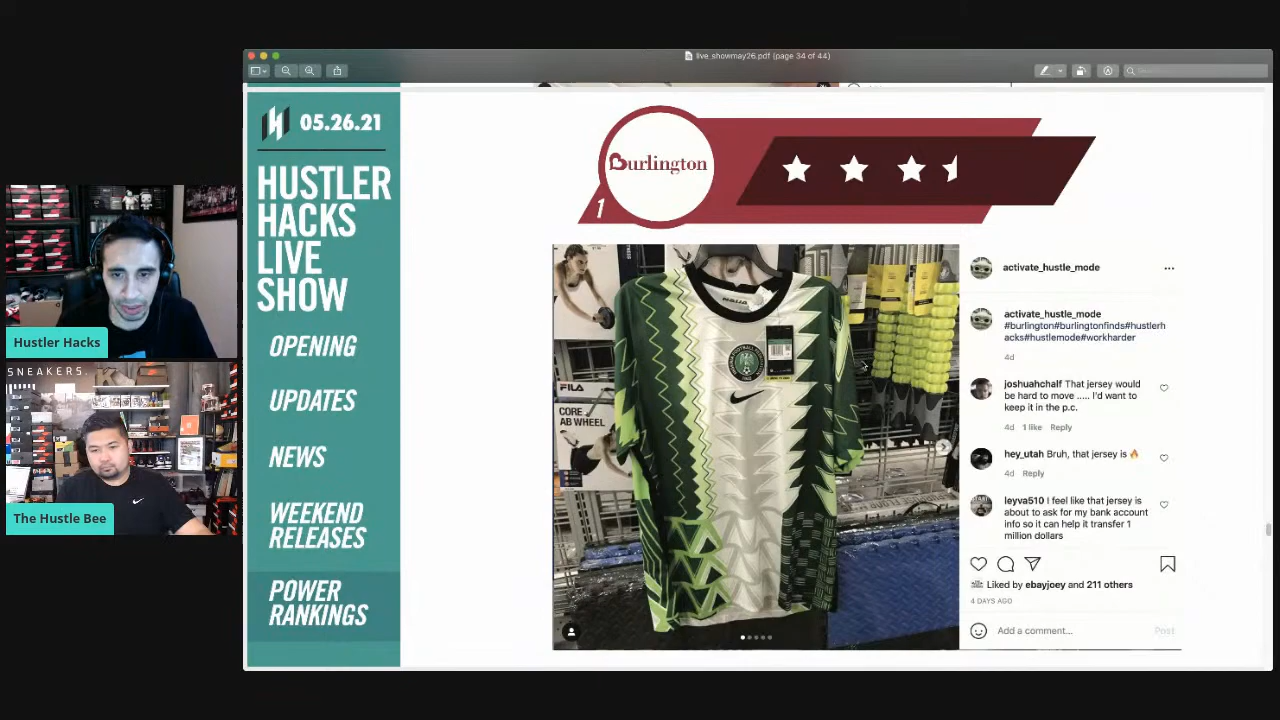 live_showmay26.pdf (page 34 of 44)
05.26.21
HUSTLER
HACKS
LIVE
SHOW
OPENING
UPDATES
NEWS
WEEKEND
RELEASES
POWER
RANKINGS
Hustler Hacks
SNEAKERS.
The Hustle Bee
Burlington
1
FILA
CORE
AB WHEEL
NAIJA
activate_hustle_mode
activate_hustle_mode
#burlington#burlingtonfinds#hustlerh
acks#hustlemode#workharder
4d
joshuahchalf That jersey would
be hard to move ..... I'd want to
keep it in the p.c.
4d 1 like Reply
hey_utah Bruh, that jersey is 🔥
4d Reply
leyva510 I feel like that jersey is
about to ask for my bank account
info so it can help it transfer 1
million dollars
Liked by ebayjoey and 211 others
4 DAYS AGO
Add a comment...
Post